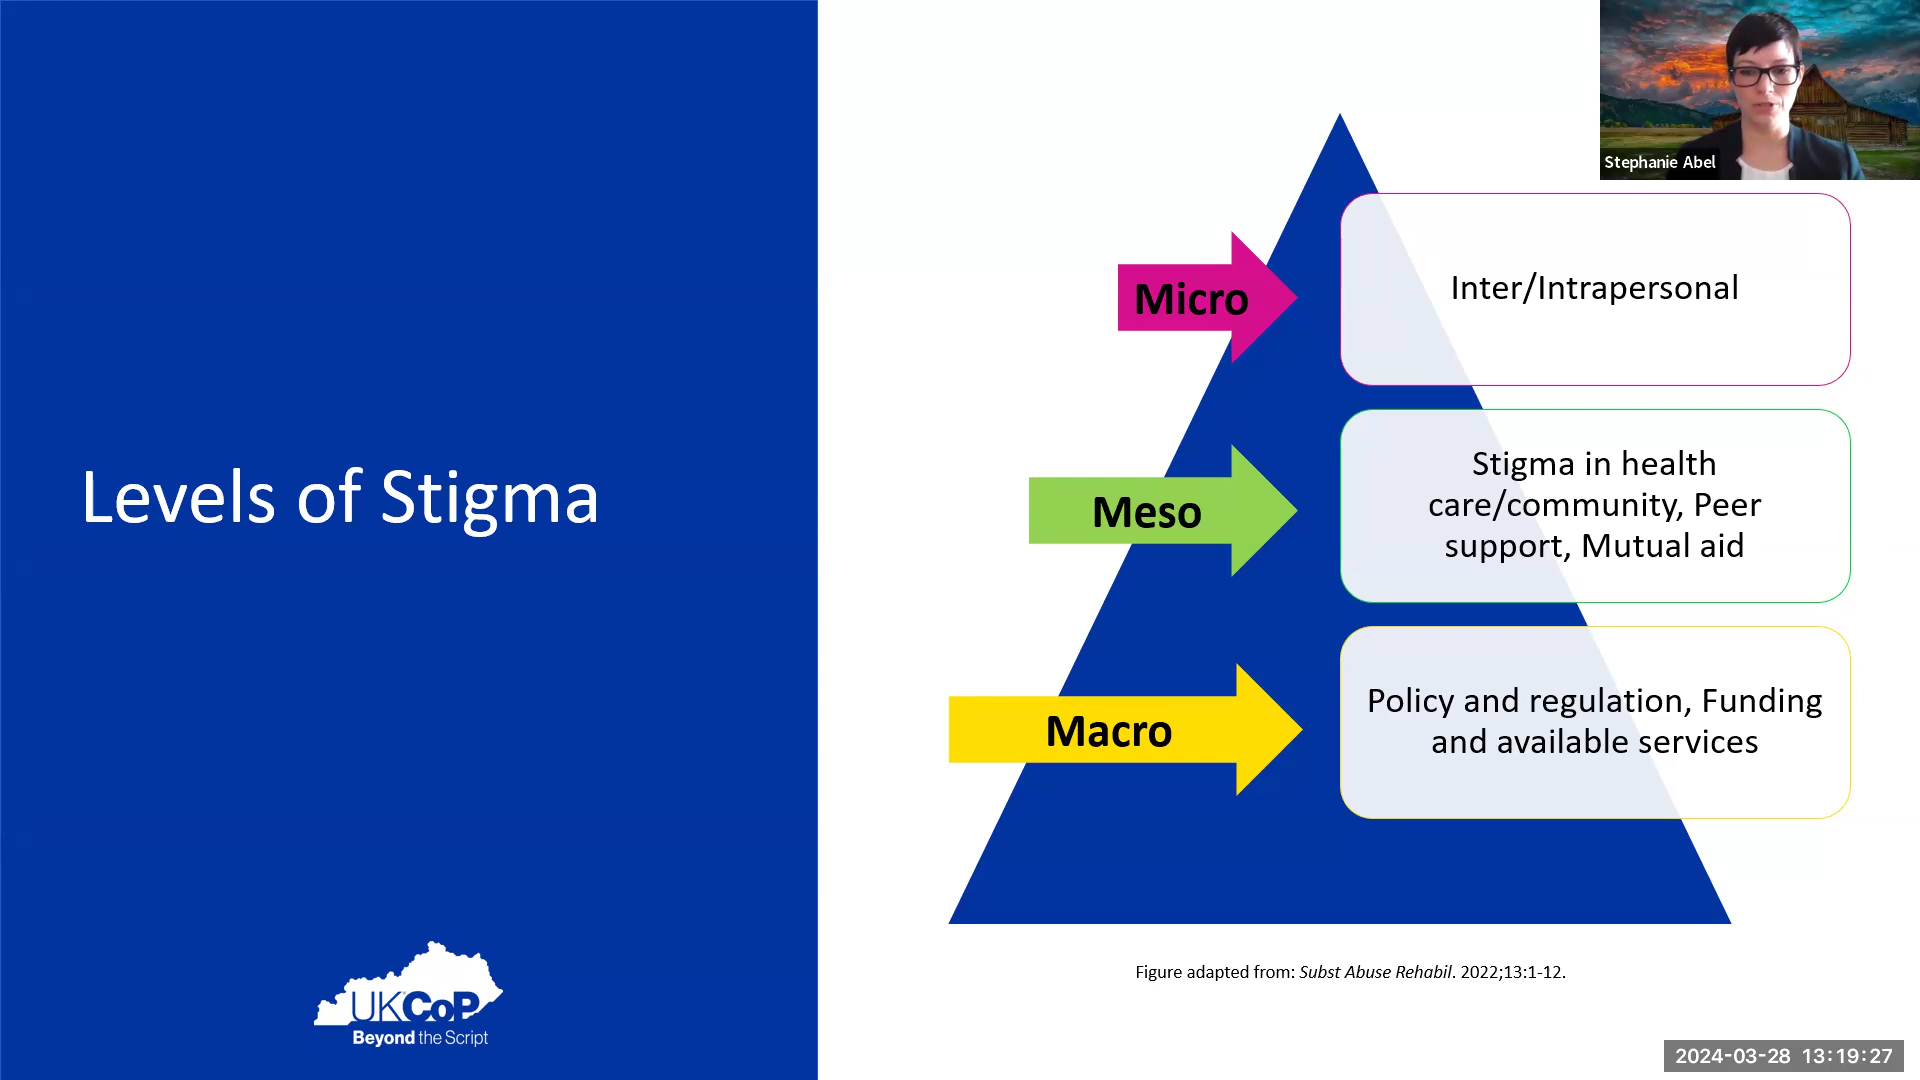 Levels of Stigma
UKCoP
Beyond the Script
Micro
Inter/Intrapersonal
Meso
Stigma in health
care/community, Peer
support, Mutual aid
Macro
Policy and regulation, Funding
and available services
Figure adapted from: Subst Abuse Rehabil. 2022;13:1-12.
Stephanie Abel
2024-03-28 13:19:27